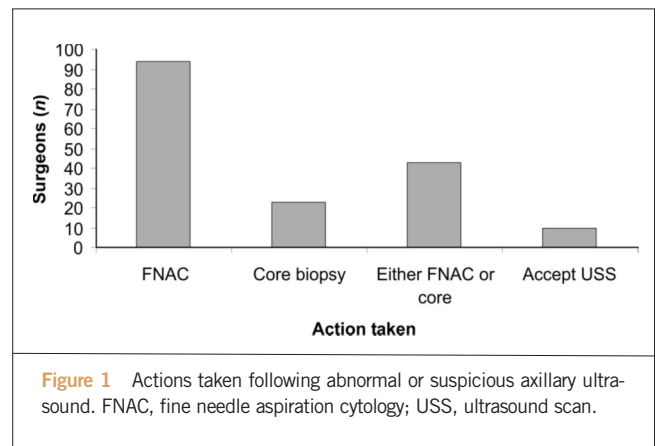 100
90
80
70
60
50
40
30
20
10
0
Surgeons (n)
FNAC
Core biopsy
Either FNAC or
core
Accept USS
Action taken
Figure 1 Actions taken following abnormal or suspicious axillary ultra-
sound. FNAC, fine needle aspiration cytology; USS, ultrasound scan.